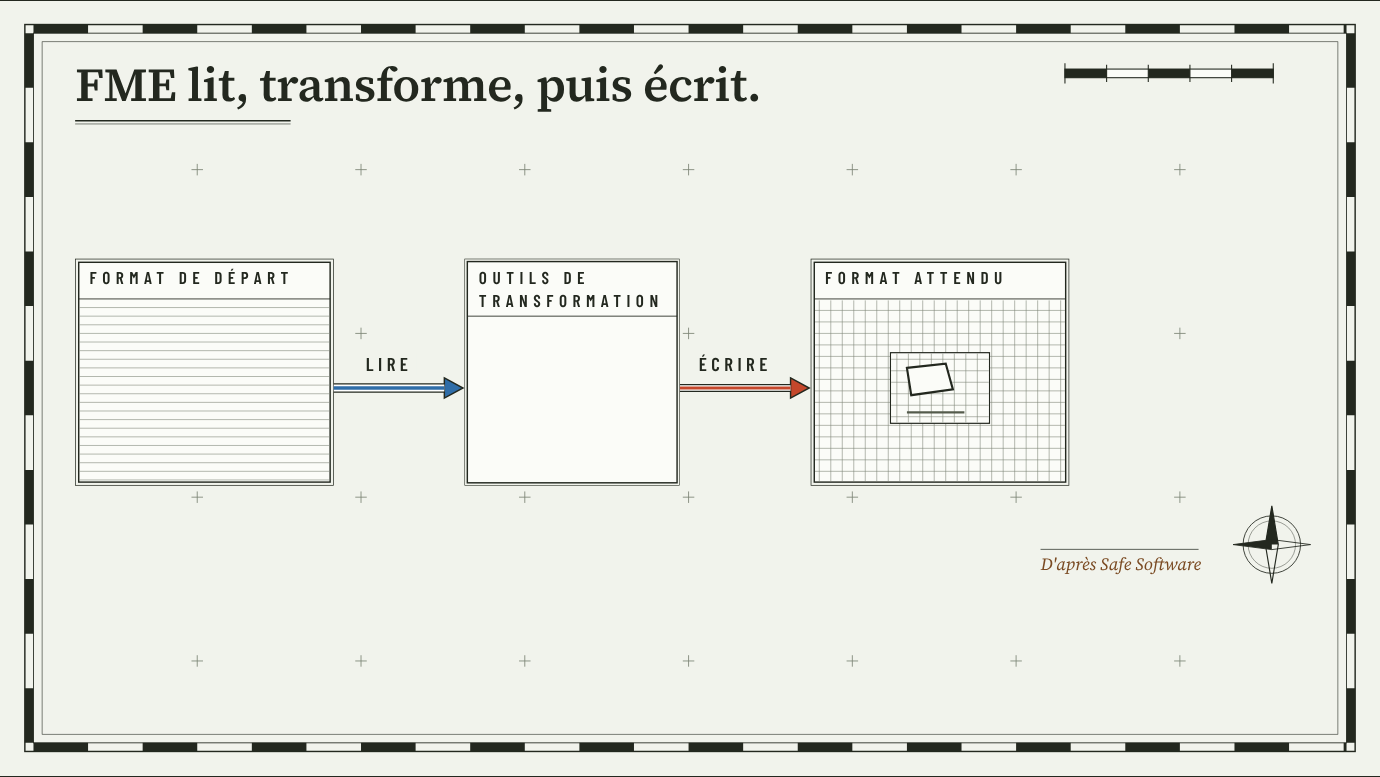 FME lit, transforme, puis écrit.
FORMAT DE DÉPART
LIRE
OUTILS DE
TRANSFORMATION
ÉCRIRE
FORMAT ATTENDU
D'après Safe Software